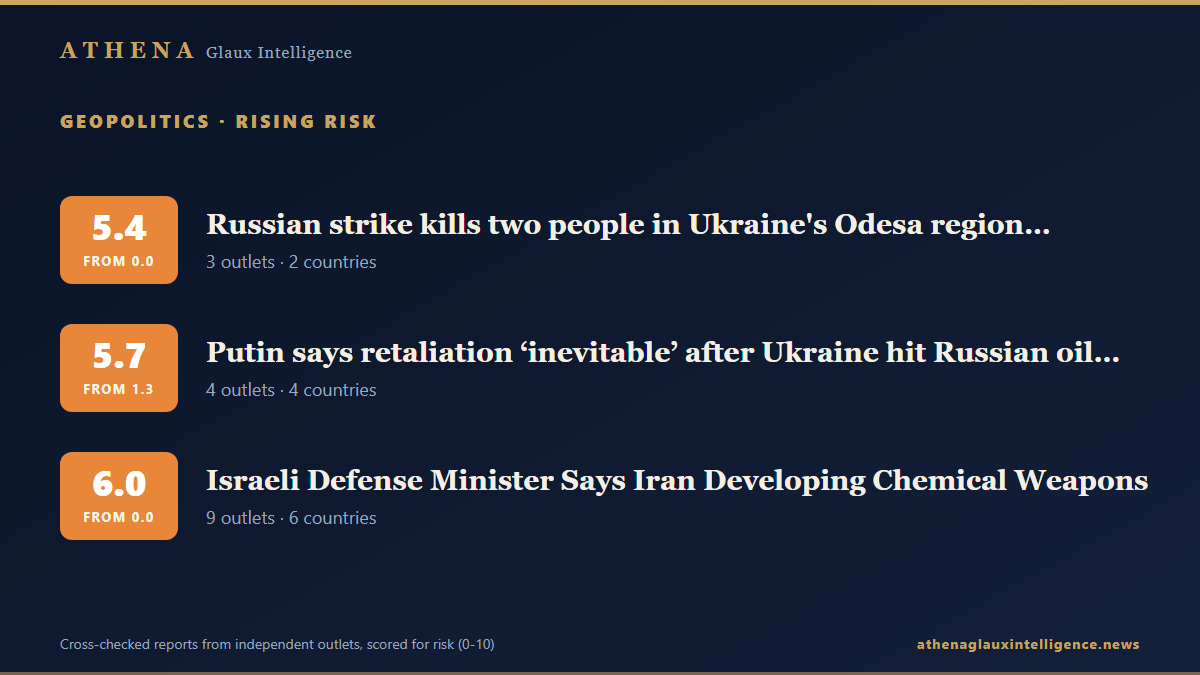 ATHENA Glaux Intelligence
GEOPOLITICS · RISING RISK
5.4
FROM 0.0
Russian strike kills two people in Ukraine's Odesa region...
3 outlets · 2 countries
5.7
FROM 1.3
Putin says retaliation ‘inevitable’ after Ukraine hit Russian oil...
4 outlets · 4 countries
6.0
FROM 0.0
Israeli Defense Minister Says Iran Developing Chemical Weapons
9 outlets · 6 countries
Cross-checked reports from independent outlets, scored for risk (0-10)
athenaglauxintelligence.news